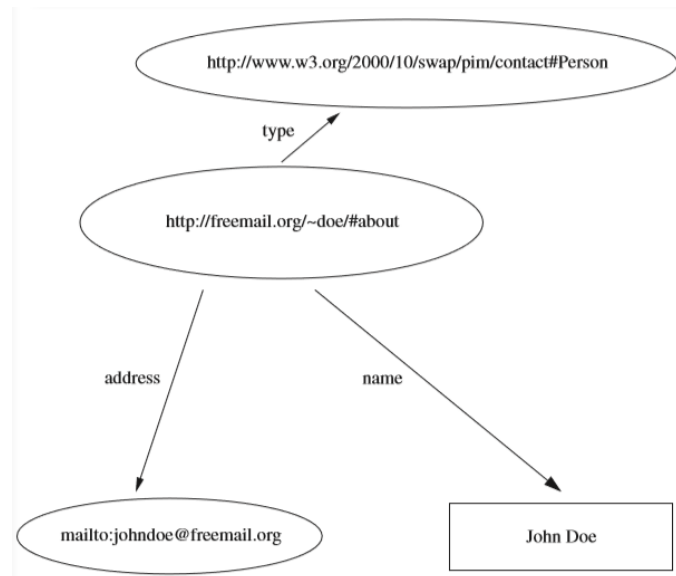 http://www.w3.org/2000/10/swap/pim/contact#Person
type
http://freemail.org/~doe/#about
address
name
mailto:johndoe@freemail.org
John Doe